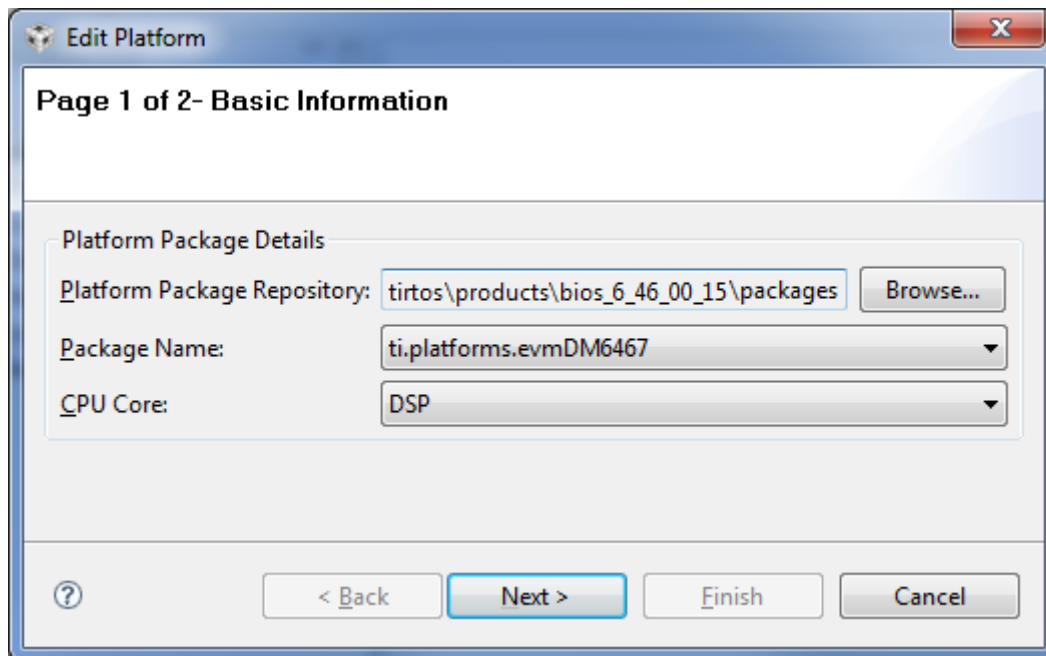 Edit Platform
Page 1 of 2- Basic Information
Platform Package Details
Platform Package Repository: tirtos\products\bios_6_46_00_15\packages Browse...
Package Name: ti.platforms.evmDM6467
CPU Core: DSP
? < Back Next > Finish Cancel